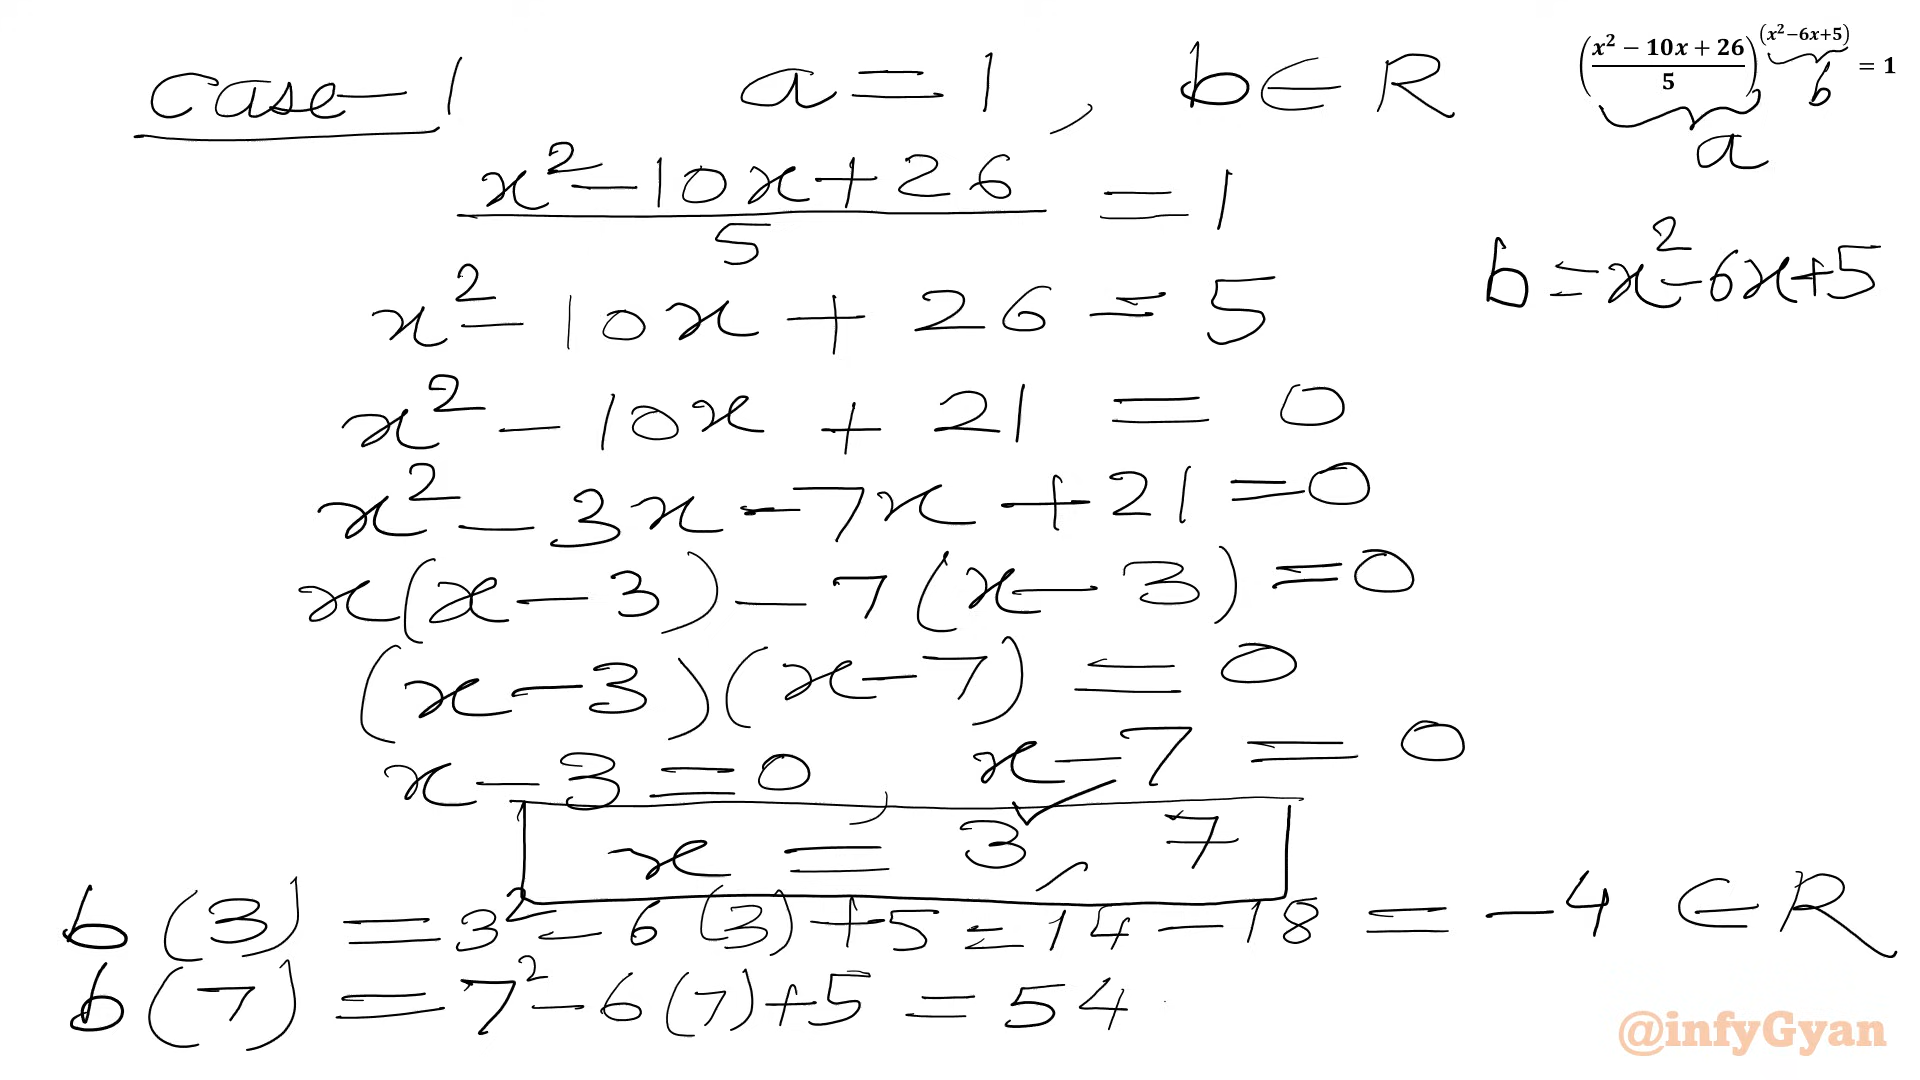 case-1 a = 1, b ∈ R
(x² − 10x + 26 / 5)^(x²−6x+5) = 1
a b
x² − 10x + 26 / 5 = 1
b = x² − 6x + 5
x² − 10x + 26 = 5
x² − 10x + 21 = 0
x² − 3x − 7x + 21 = 0
x(x − 3) − 7(x − 3) = 0
(x − 3)(x − 7) = 0
x − 3 = 0, x − 7 = 0
x = 3✓, 7
b(3) = 3² − 6(3) + 5 = 14 − 18 = −4 ∈ R
b(7) = 7² − 6(7) + 5 = 54
@infyGyan